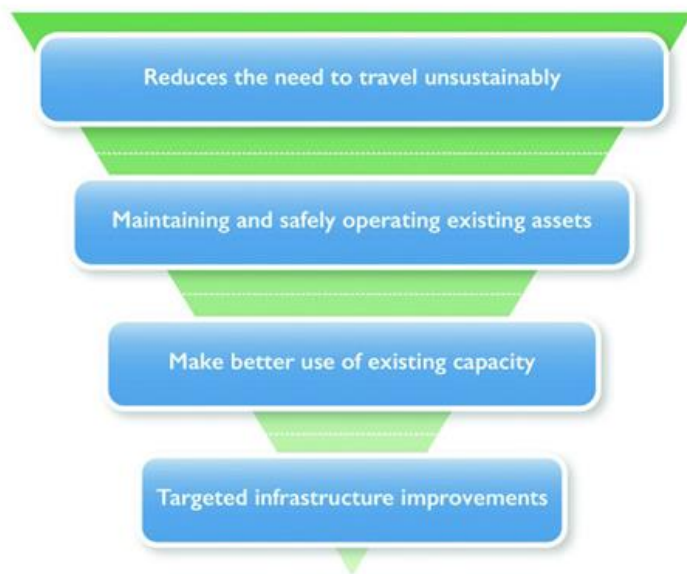 Reduces the need to travel unsustainably
Maintaining and safely operating existing assets
Make better use of existing capacity
Targeted infrastructure improvements